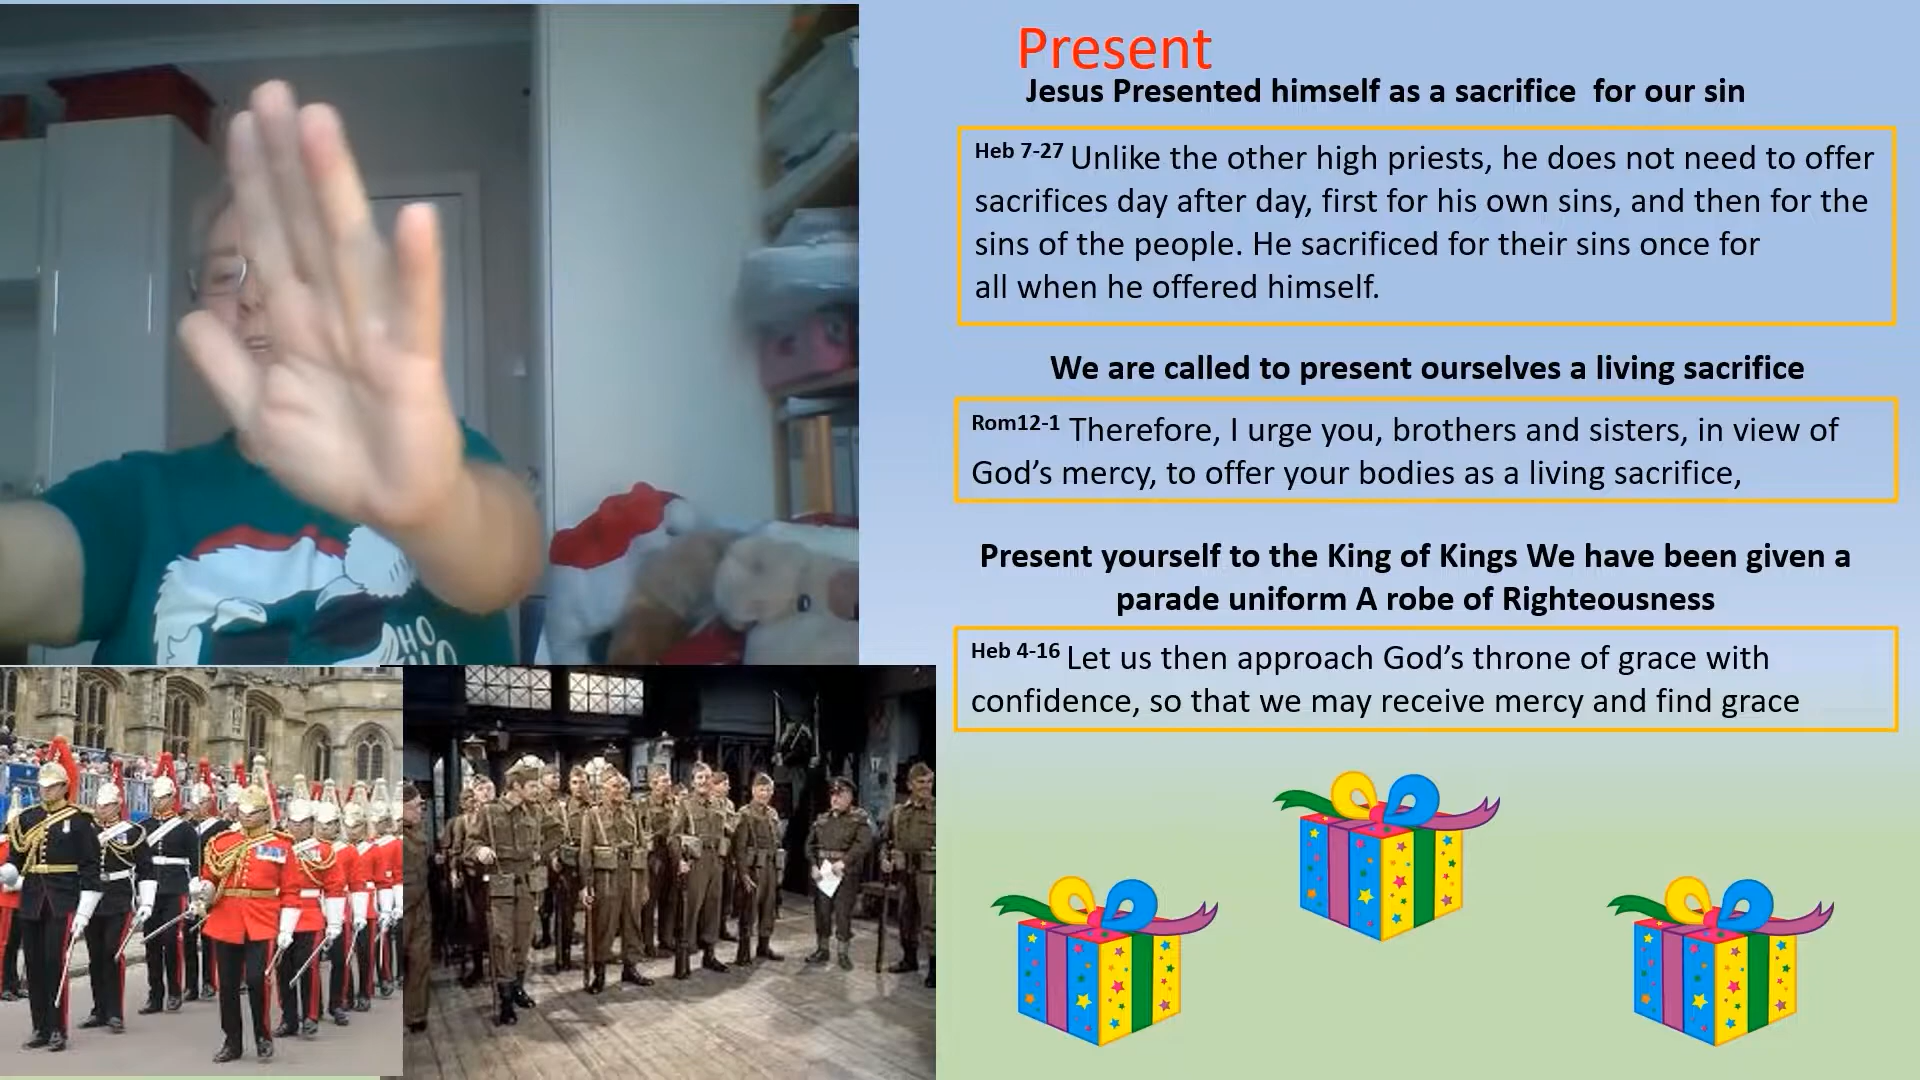 Present
Jesus Presented himself as a sacrifice  for our sin
Heb 7-27 Unlike the other high priests, he does not need to offer
sacrifices day after day, first for his own sins, and then for the
sins of the people. He sacrificed for their sins once for
all when he offered himself.
We are called to present ourselves a living sacrifice
Rom12-1 Therefore, I urge you, brothers and sisters, in view of
God’s mercy, to offer your bodies as a living sacrifice,
Present yourself to the King of Kings We have been given a
parade uniform A robe of Righteousness
Heb 4-16 Let us then approach God’s throne of grace with
confidence, so that we may receive mercy and find grace
HO